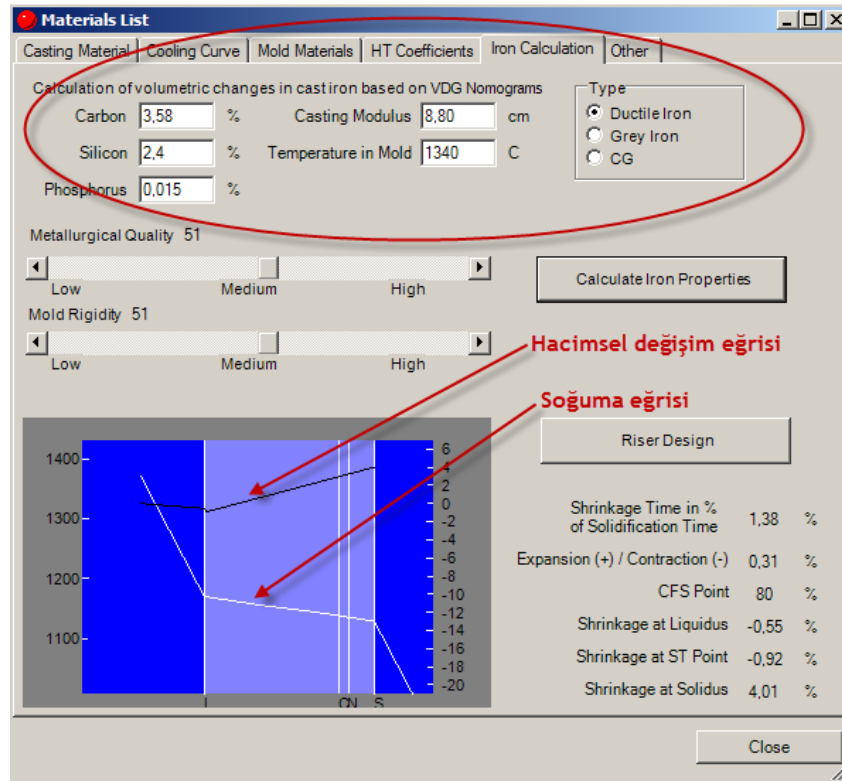 Materials List
Casting Material Cooling Curve Mold Materials HT Coefficients Iron Calculation Other
Calculation of volumetric changes in cast iron based on VDG Nomograms
Type
Carbon 3,58 % Casting Modulus 8,80 cm
Ductile Iron
Silicon 2,4 % Temperature in Mold 1340 C
Grey Iron
CG
Phosphorus 0,015 %
Metallurgical Quality 51
Low Medium High
Calculate Iron Properties
Mold Rigidity 51
Low Medium High
Hacimsel değişim eğrisi
Soğuma eğrisi
Riser Design
1400
1300
1200
1100
6
4
2
0
-2
-4
-6
-8
-10
-12
-14
-16
-18
-20
L CN S
Shrinkage Time in %
of Solidification Time 1,38 %
Expansion (+) / Contraction (-) 0,31 %
CFS Point 80 %
Shrinkage at Liquidus -0,55 %
Shrinkage at ST Point -0,92 %
Shrinkage at Solidus 4,01 %
Close